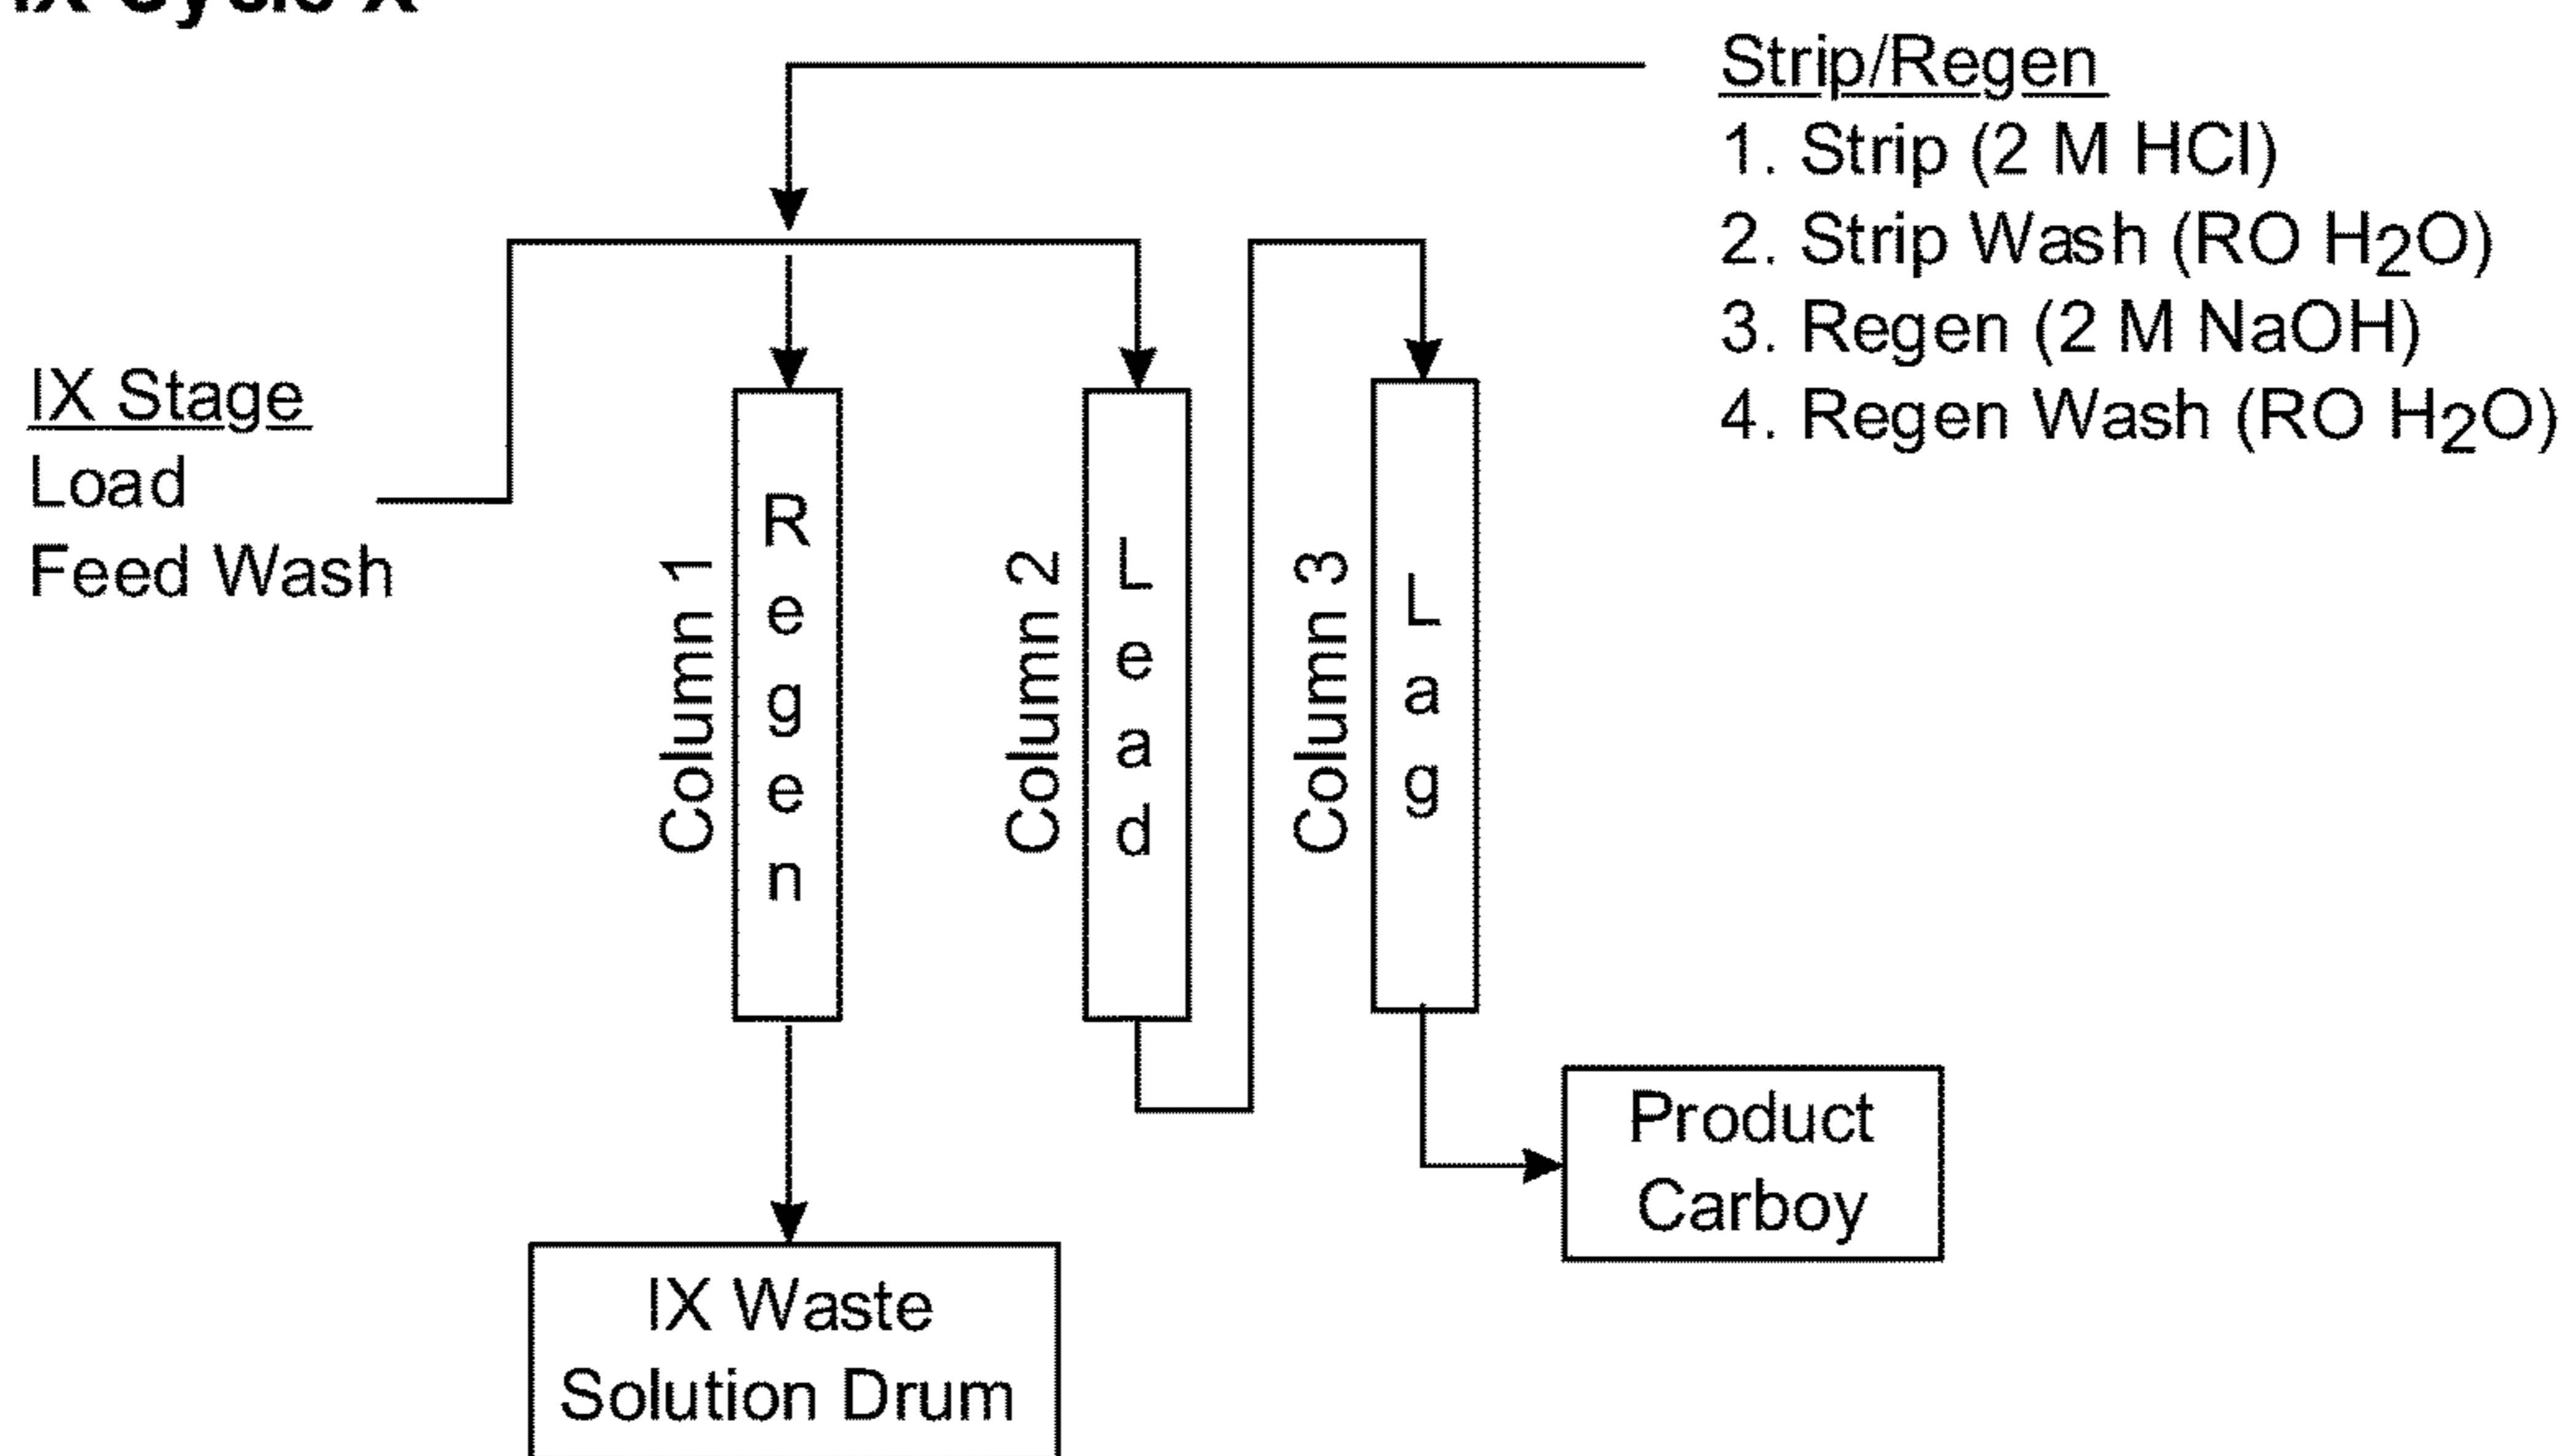 IX Cycle X
Strip/Regen
1. Strip (2 M HCl)
2. Strip Wash (RO H2O)
3. Regen (2 M NaOH)
4. Regen Wash (RO H2O)
IX Stage
Load
Feed Wash
Column 1
Regen
Column 2
Lead
Column 3
Lag
Product
Carboy
IX Waste
Solution Drum